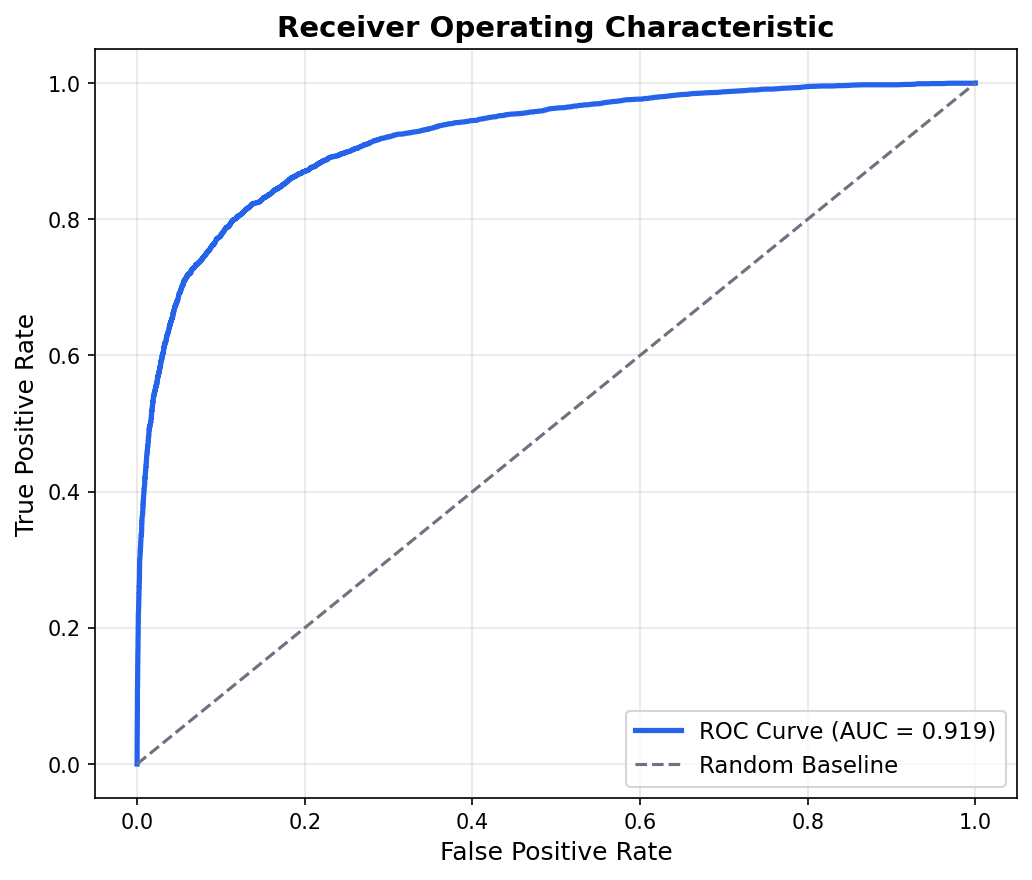 Receiver Operating Characteristic
True Positive Rate
1.0
0.8
0.6
0.4
0.2
0.0
ROC Curve (AUC = 0.919)
Random Baseline
0.0 0.2 0.4 0.6 0.8 1.0
False Positive Rate